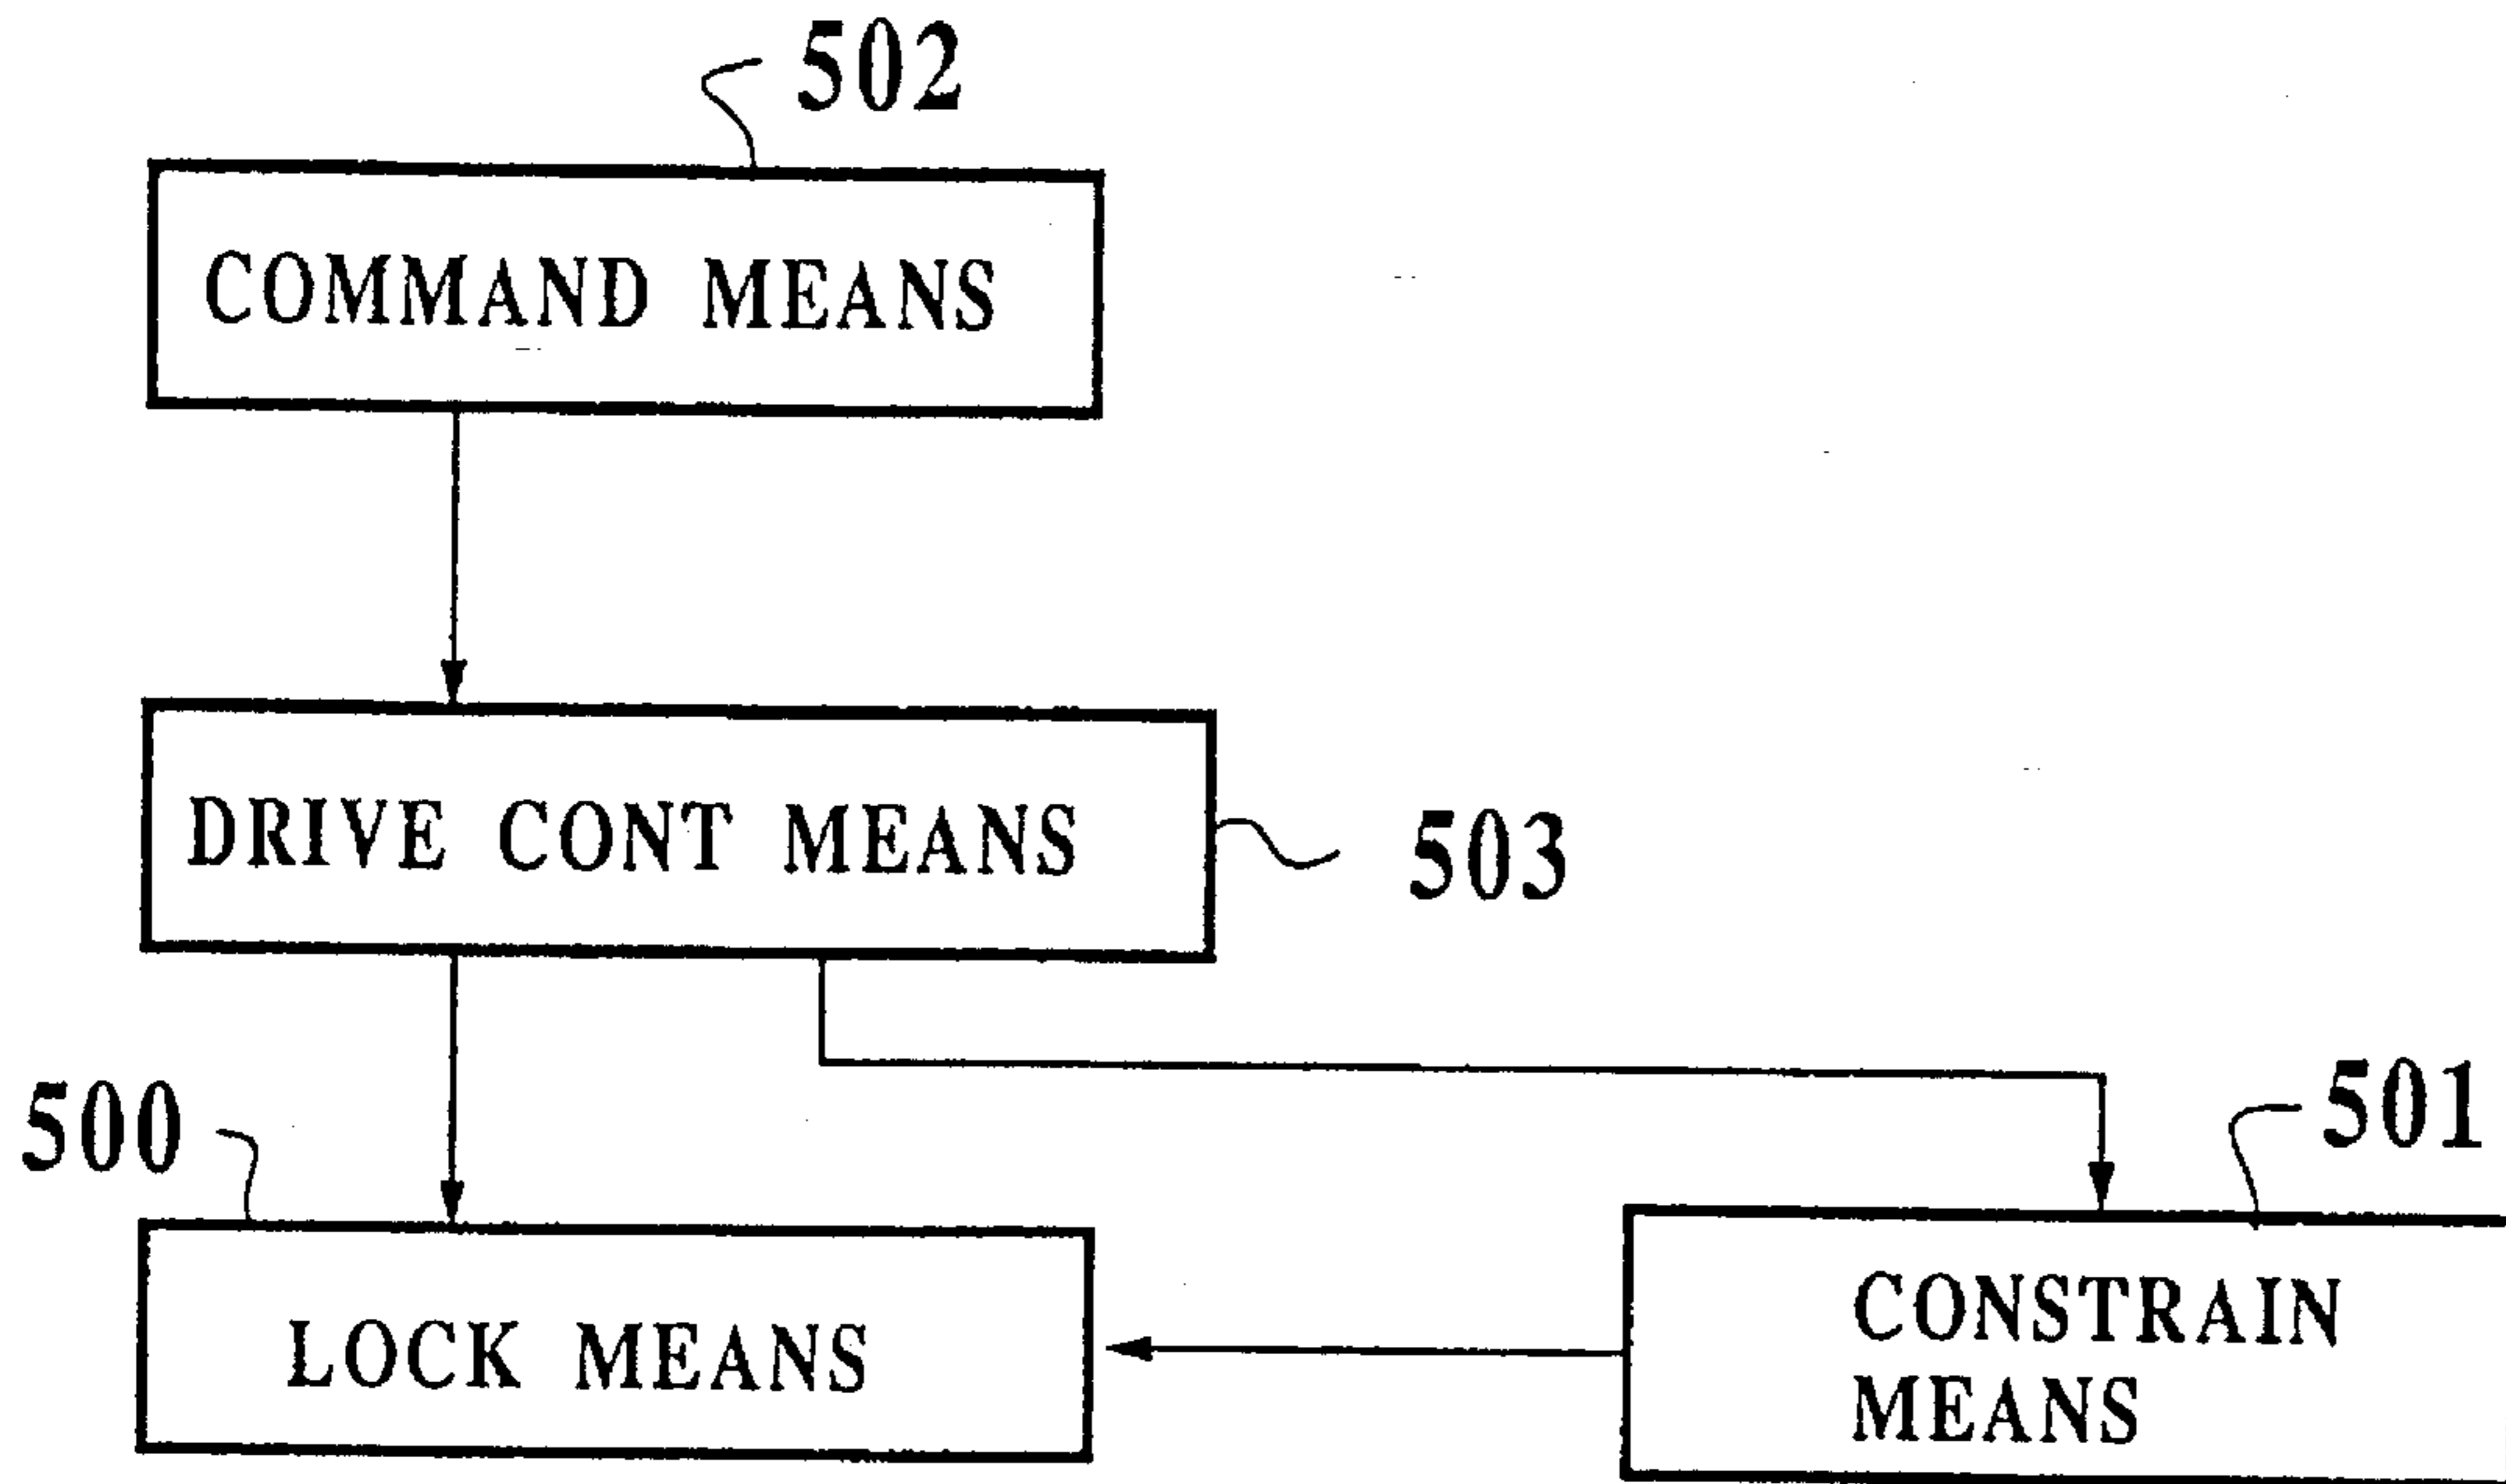 502
COMMAND MEANS
DRIVE CONT MEANS
503
500
501
LOCK MEANS
CONSTRAIN
MEANS